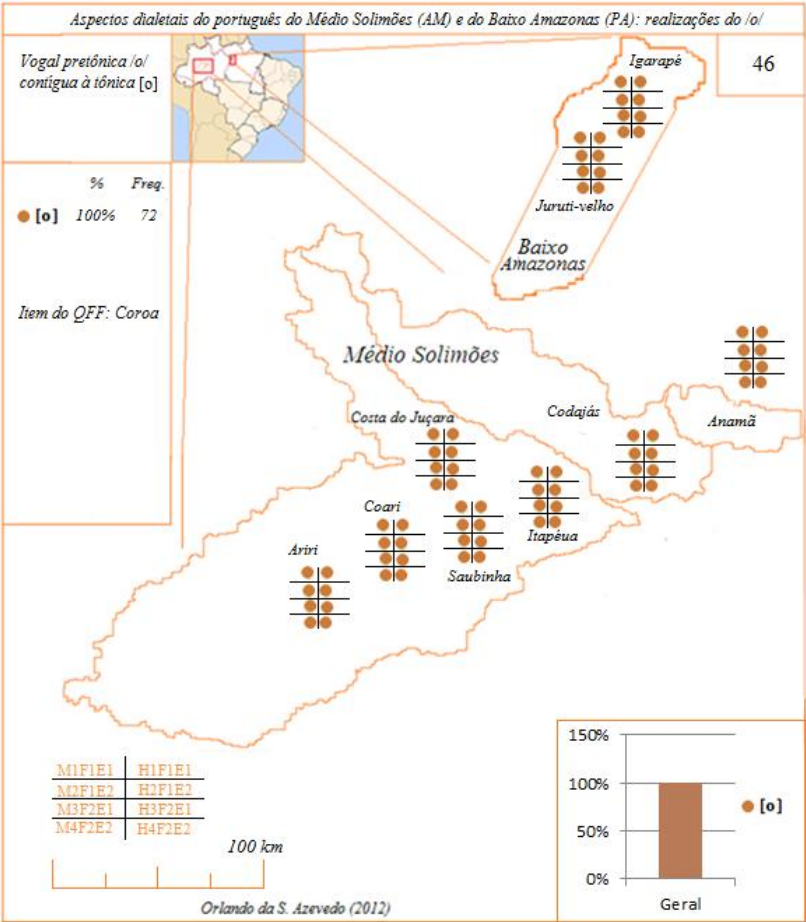 Aspectos dialetais do português do Médio Solimões (AM) e do Baixo Amazonas (PA): realizações do /o/
Vogal pretônica /o/
contígua à tônica [o]
46
% Freq.
[o] 100% 72
Item do QFF: Coroa
Igarapé
Juruti-velho
Baixo
Amazonas
Médio Solimões
Costa do Juçara
Codajás
Anamã
Coari
Itapéua
Ariri
Saubinha
M1F1E1 H1F1E1
M2F1E2 H2F1E2
M3F2E1 H3F2E1
M4F2E2 H4F2E2
100 km
Orlando da S. Azevedo (2012)
150%
100%
50%
0%
Geral
[o]